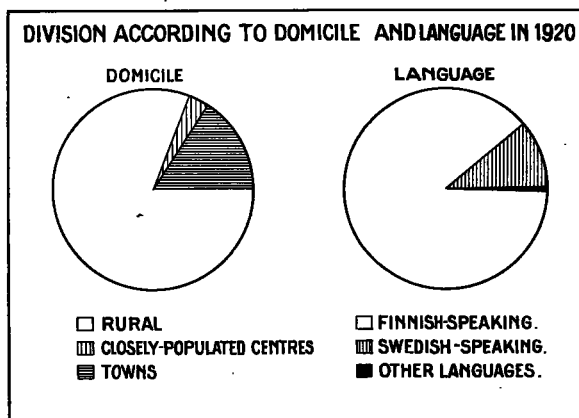 DIVISION ACCORDING TO DOMICILE AND LANGUAGE IN 1920
DOMICILE
LANGUAGE
RURAL
CLOSELY-POPULATED CENTRES
TOWNS
FINNISH-SPEAKING.
SWEDISH-SPEAKING.
OTHER LANGUAGES.